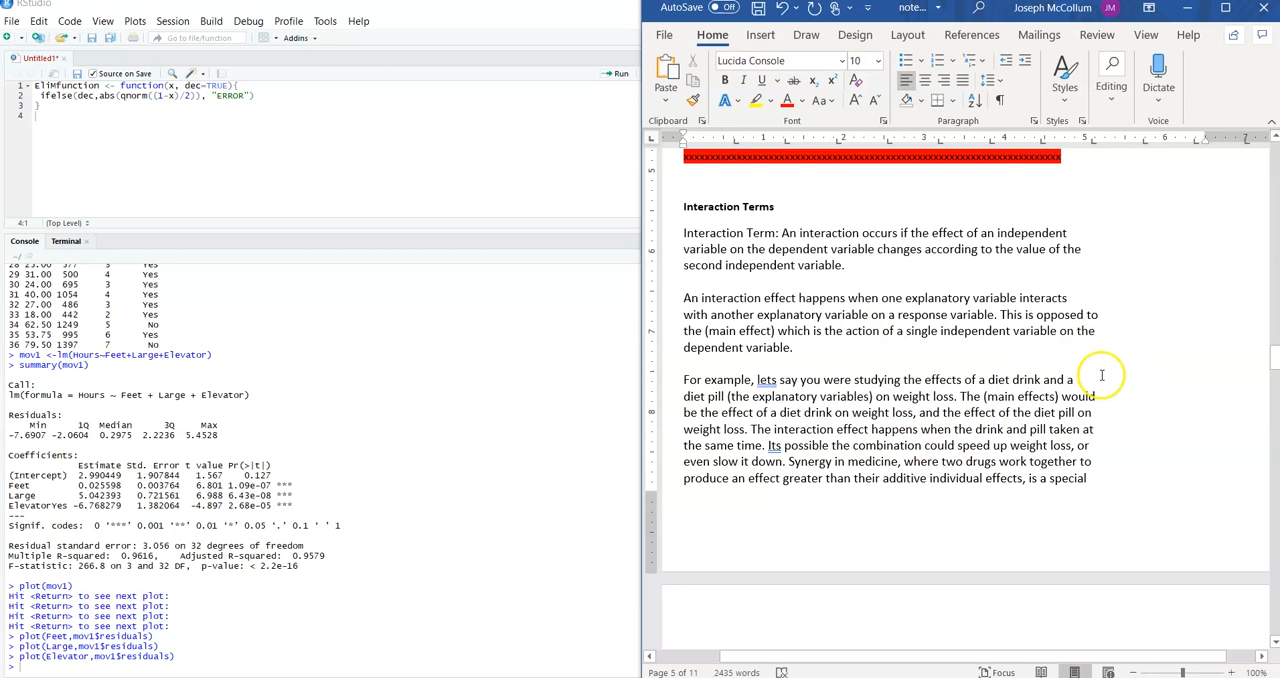 RStudio
File Edit Code View Plots Session Build Debug Profile Tools Help
Go to file/function
Addins
Untitled1*
Source on Save
Run
1 EliMfunction <- function(x, dec=TRUE){
2 ifelse(dec,abs(qnorm((1-x)/2)), "ERROR")
3 }
4
4:1 (Top Level)
Console Terminal
~/
28 23.00 577 3 Yes
29 31.00 500 4 Yes
30 24.00 695 3 Yes
31 40.00 1054 4 Yes
32 27.00 486 3 Yes
33 18.00 442 2 Yes
34 62.50 1249 5 No
35 53.75 995 6 Yes
36 79.50 1397 7 No
> mov1 <-lm(Hours~Feet+Large+Elevator)
> summary(mov1)
Call:
lm(formula = Hours ~ Feet + Large + Elevator)
Residuals:
Min 1Q Median 3Q Max
-7.6907 -2.0604 0.2975 2.2236 5.4528
Coefficients:
Estimate Std. Error t value Pr(>|t|)
(Intercept) 2.990449 1.907844 1.567 0.127
Feet 0.025598 0.003764 6.801 1.09e-07 ***
Large 5.042393 0.721561 6.988 6.43e-08 ***
ElevatorYes -6.768279 1.382064 -4.897 2.68e-05 ***
---
Signif. codes: 0 ‘***’ 0.001 ‘**’ 0.01 ‘*’ 0.05 ‘.’ 0.1 ‘ ’ 1
Residual standard error: 3.056 on 32 degrees of freedom
Multiple R-squared: 0.9616, Adjusted R-squared: 0.9579
F-statistic: 266.8 on 3 and 32 DF, p-value: < 2.2e-16
> plot(mov1)
Hit <Return> to see next plot:
Hit <Return> to see next plot:
Hit <Return> to see next plot:
Hit <Return> to see next plot:
> plot(Feet,mov1$residuals)
> plot(Large,mov1$residuals)
> plot(Elevator,mov1$residuals)
>
AutoSave Off note... Joseph McCollum JM
File Home Insert Draw Design Layout References Mailings Review View Help
Lucida Console 10
Paste
Styles Editing Dictate
Clipboard Font Paragraph Styles Voice
1 2 3 4 5 6 7
5
6
7
8
xxxxxxxxxxxxxxxxxxxxxxxxxxxxxxxxxxxxxxxxxxxxxxxxxxxxxxxxxxxxxxxxxxxxxx
Interaction Terms
Interaction Term: An interaction occurs if the effect of an independent
variable on the dependent variable changes according to the value of the
second independent variable.
An interaction effect happens when one explanatory variable interacts
with another explanatory variable on a response variable. This is opposed to
the (main effect) which is the action of a single independent variable on the
dependent variable.
For example, lets say you were studying the effects of a diet drink and a
diet pill (the explanatory variables) on weight loss. The (main effects) would
be the effect of a diet drink on weight loss, and the effect of the diet pill on
weight loss. The interaction effect happens when the drink and pill taken at
the same time. Its possible the combination could speed up weight loss, or
even slow it down. Synergy in medicine, where two drugs work together to
produce an effect greater than their additive individual effects, is a special
Page 5 of 11 2435 words Focus 100%